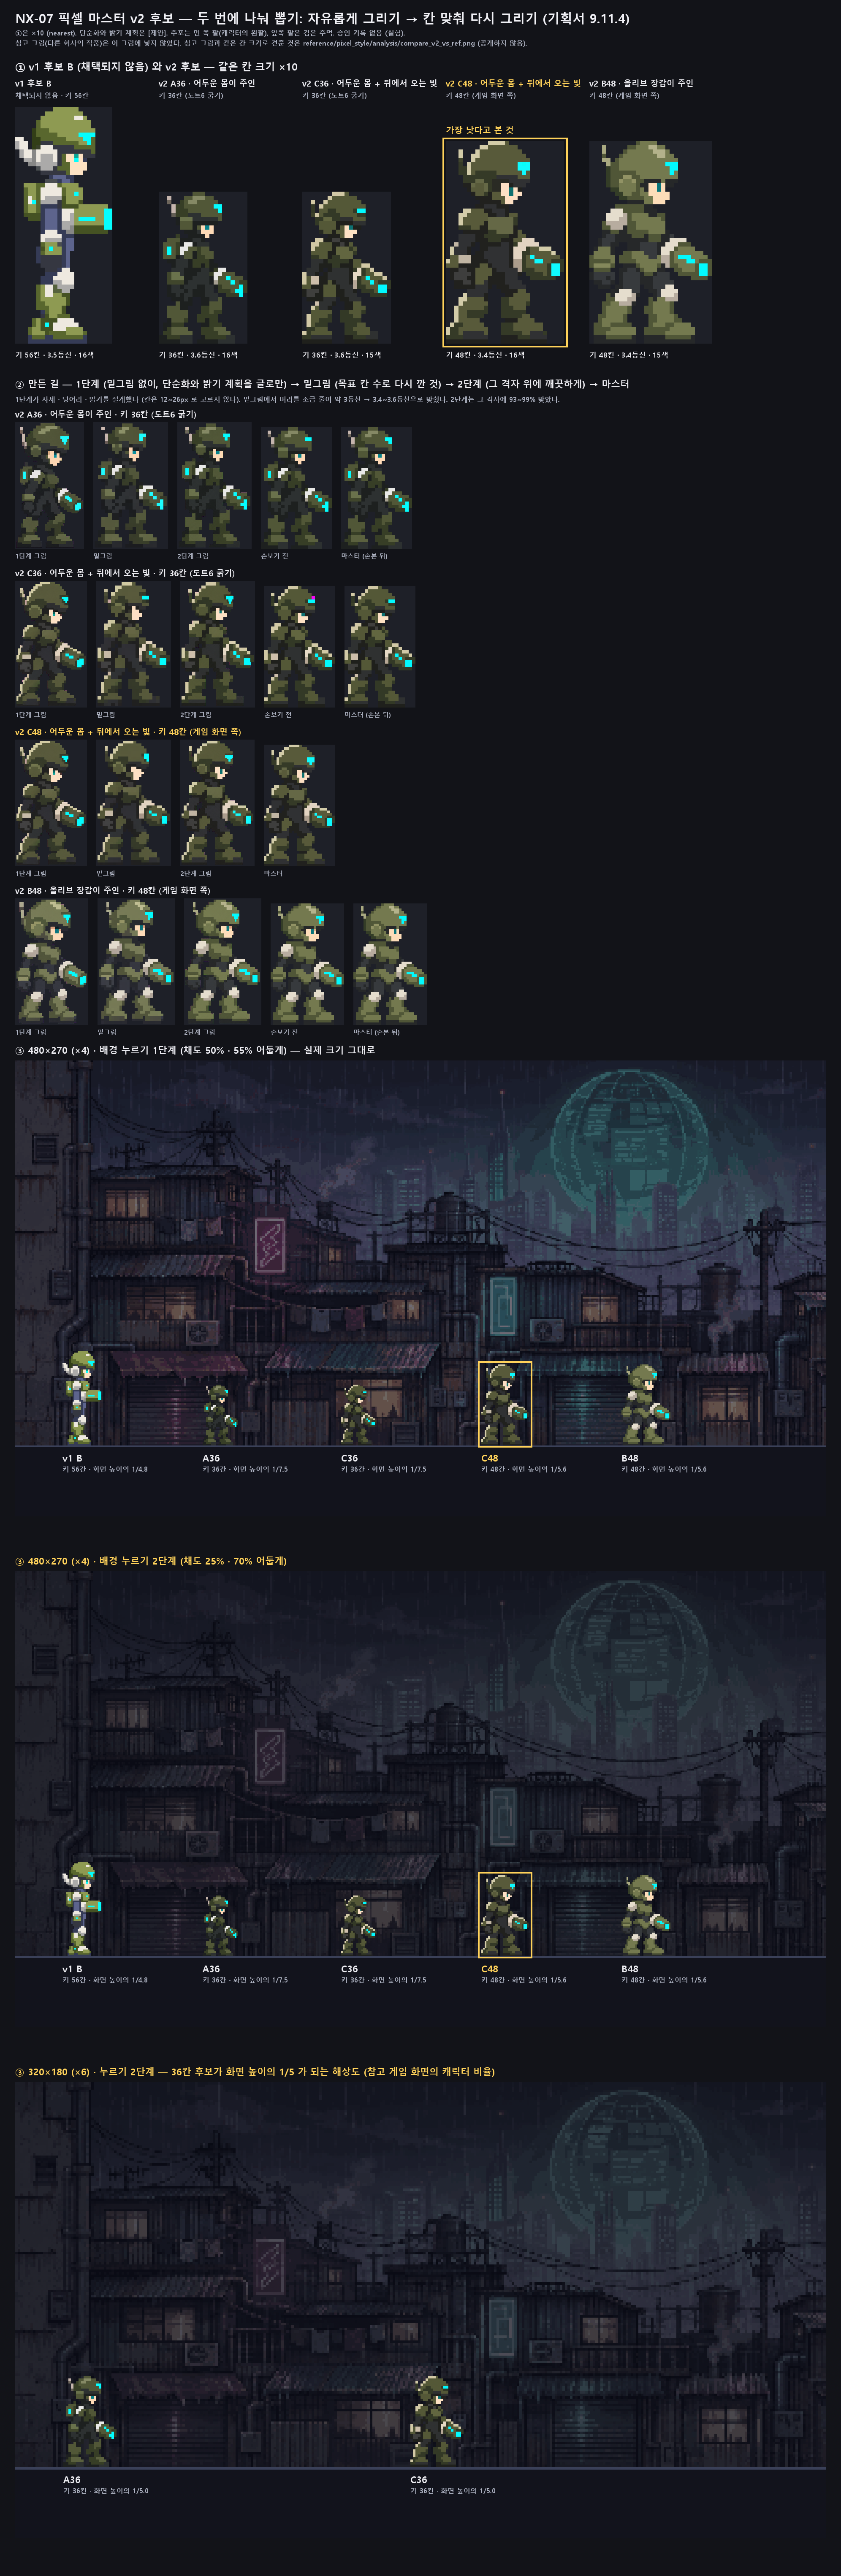 NX-07 픽셀 마스터 v2 후보 — 두 번에 나눠 뽑기: 자유롭게 그리기 → 칸 맞춰 다시 그리기 (기획서 9.11.4)
①은 ×10 (nearest). 단순화와 밝기 계획은 [제안]. 주포는 먼 쪽 팔(캐릭터의 왼팔), 앞쪽 팔은 검은 주먹. 승인 기록 없음 (실험).
참고 그림(다른 회사의 작품)은 이 그림에 넣지 않았다. 참고 그림과 같은 칸 크기로 견준 것은 reference/pixel_style/analysis/compare_v2_vs_ref.png (공개하지 않음).
① v1 후보 B (채택되지 않음) 와 v2 후보 — 같은 칸 크기 ×10
v1 후보 B
채택되지 않음 · 키 56칸
v2 A36 · 어두운 몸이 주인
키 36칸 (도트6 굵기)
v2 C36 · 어두운 몸 + 뒤에서 오는 빛
키 36칸 (도트6 굵기)
v2 C48 · 어두운 몸 + 뒤에서 오는 빛
키 48칸 (게임 화면 쪽)
v2 B48 · 올리브 장갑이 주인
키 48칸 (게임 화면 쪽)
가장 낫다고 본 것
키 56칸 · 3.5등신 · 16색
키 36칸 · 3.6등신 · 16색
키 36칸 · 3.6등신 · 15색
키 48칸 · 3.4등신 · 16색
키 48칸 · 3.4등신 · 15색
② 만든 길 — 1단계 (밑그림 없이, 단순화와 밝기 계획을 글로만) → 밑그림 (목표 칸 수로 다시 깐 것) → 2단계 (그 격자 위에 깨끗하게) → 마스터
1단계가 자세 · 덩어리 · 밝기를 설계했다 (칸은 12~26px 로 고르지 않다). 밑그림에서 머리를 조금 줄여 약 3등신 → 3.4~3.6등신으로 맞췄다. 2단계는 그 격자에 93~99% 맞았다.
v2 A36 · 어두운 몸이 주인 · 키 36칸 (도트6 굵기)
1단계 그림
밑그림
2단계 그림
손보기 전
마스터 (손본 뒤)
v2 C36 · 어두운 몸 + 뒤에서 오는 빛 · 키 36칸 (도트6 굵기)
1단계 그림
밑그림
2단계 그림
손보기 전
마스터 (손본 뒤)
v2 C48 · 어두운 몸 + 뒤에서 오는 빛 · 키 48칸 (게임 화면 쪽)
1단계 그림
밑그림
2단계 그림
마스터
v2 B48 · 올리브 장갑이 주인 · 키 48칸 (게임 화면 쪽)
1단계 그림
밑그림
2단계 그림
손보기 전
마스터 (손본 뒤)
③ 480×270 (×4) · 배경 누르기 1단계 (채도 50% · 55% 어둡게) — 실제 크기 그대로
v1 B
키 56칸 · 화면 높이의 1/4.8
A36
키 36칸 · 화면 높이의 1/7.5
C36
키 36칸 · 화면 높이의 1/7.5
C48
키 48칸 · 화면 높이의 1/5.6
B48
키 48칸 · 화면 높이의 1/5.6
③ 480×270 (×4) · 배경 누르기 2단계 (채도 25% · 70% 어둡게)
v1 B
키 56칸 · 화면 높이의 1/4.8
A36
키 36칸 · 화면 높이의 1/7.5
C36
키 36칸 · 화면 높이의 1/7.5
C48
키 48칸 · 화면 높이의 1/5.6
B48
키 48칸 · 화면 높이의 1/5.6
③ 320×180 (×6) · 누르기 2단계 — 36칸 후보가 화면 높이의 1/5 가 되는 해상도 (참고 게임 화면의 캐릭터 비율)
A36
키 36칸 · 화면 높이의 1/5.0
C36
키 36칸 · 화면 높이의 1/5.0